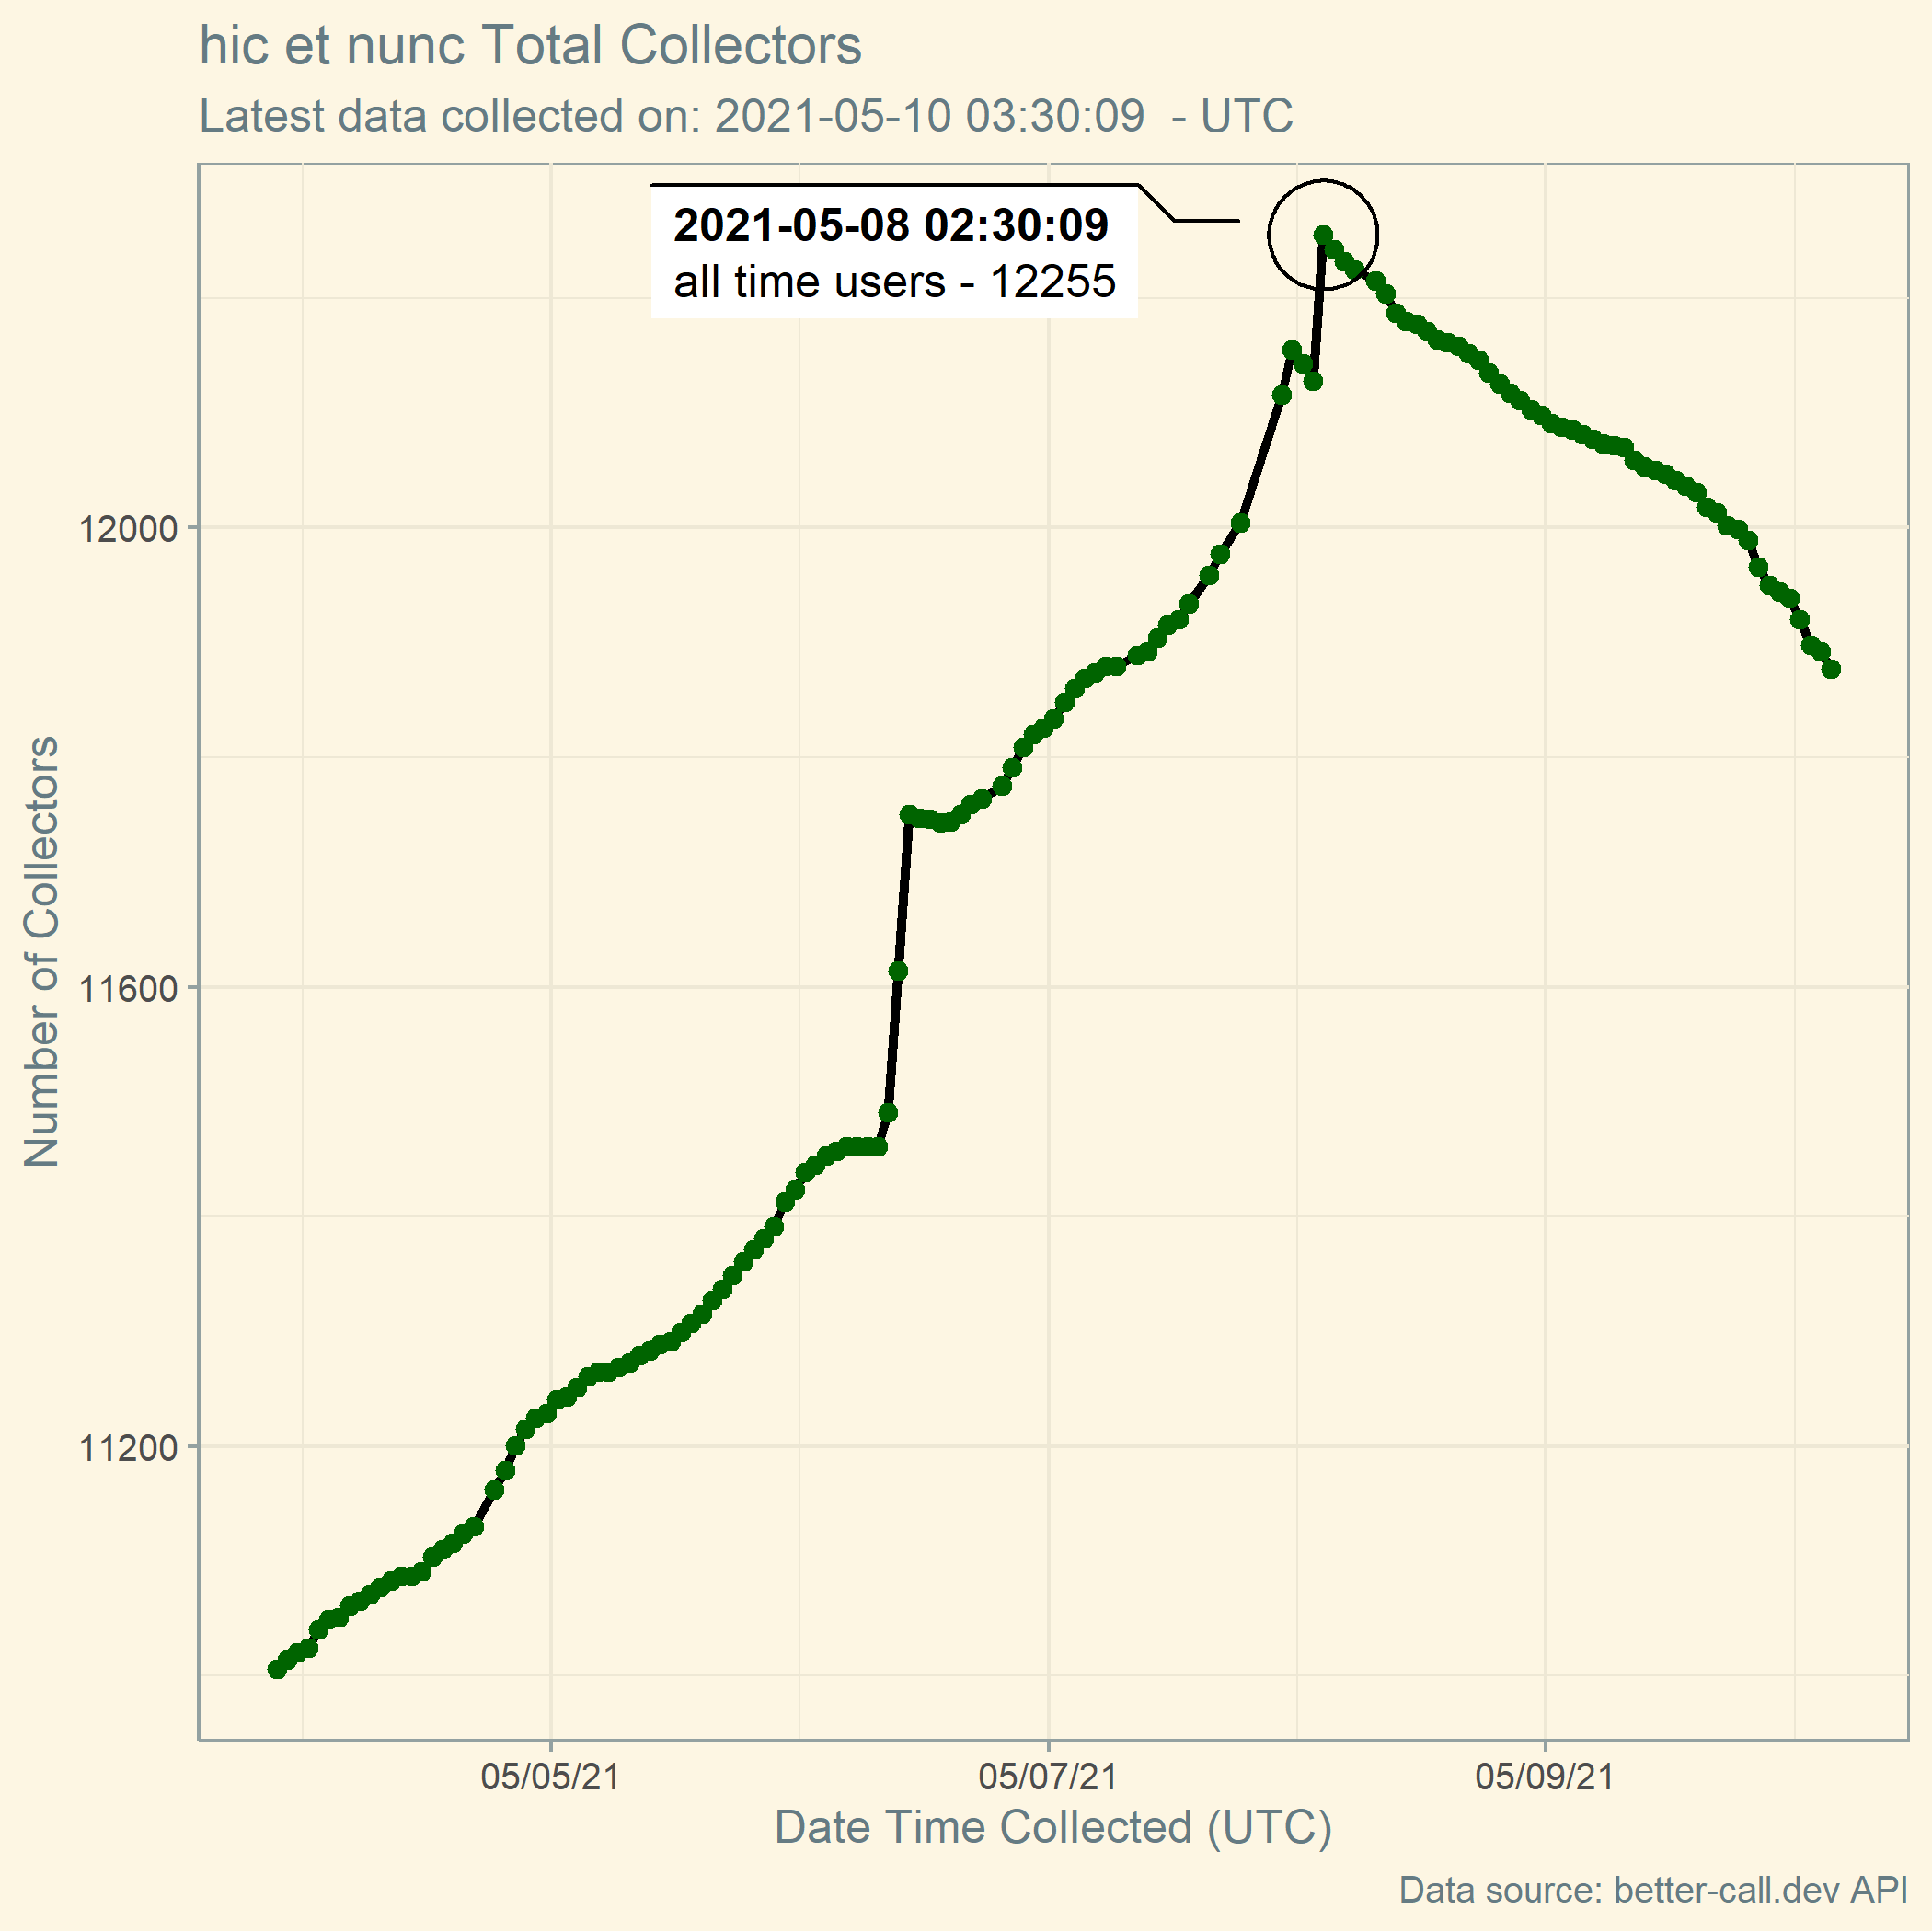 hic et nunc Total Collectors
Latest data collected on: 2021-05-10 03:30:09  - UTC
2021-05-08 02:30:09
all time users - 12255
Number of Collectors
12000
11600
11200
05/05/21
05/07/21
05/09/21
Date Time Collected (UTC)
Data source: better-call.dev API